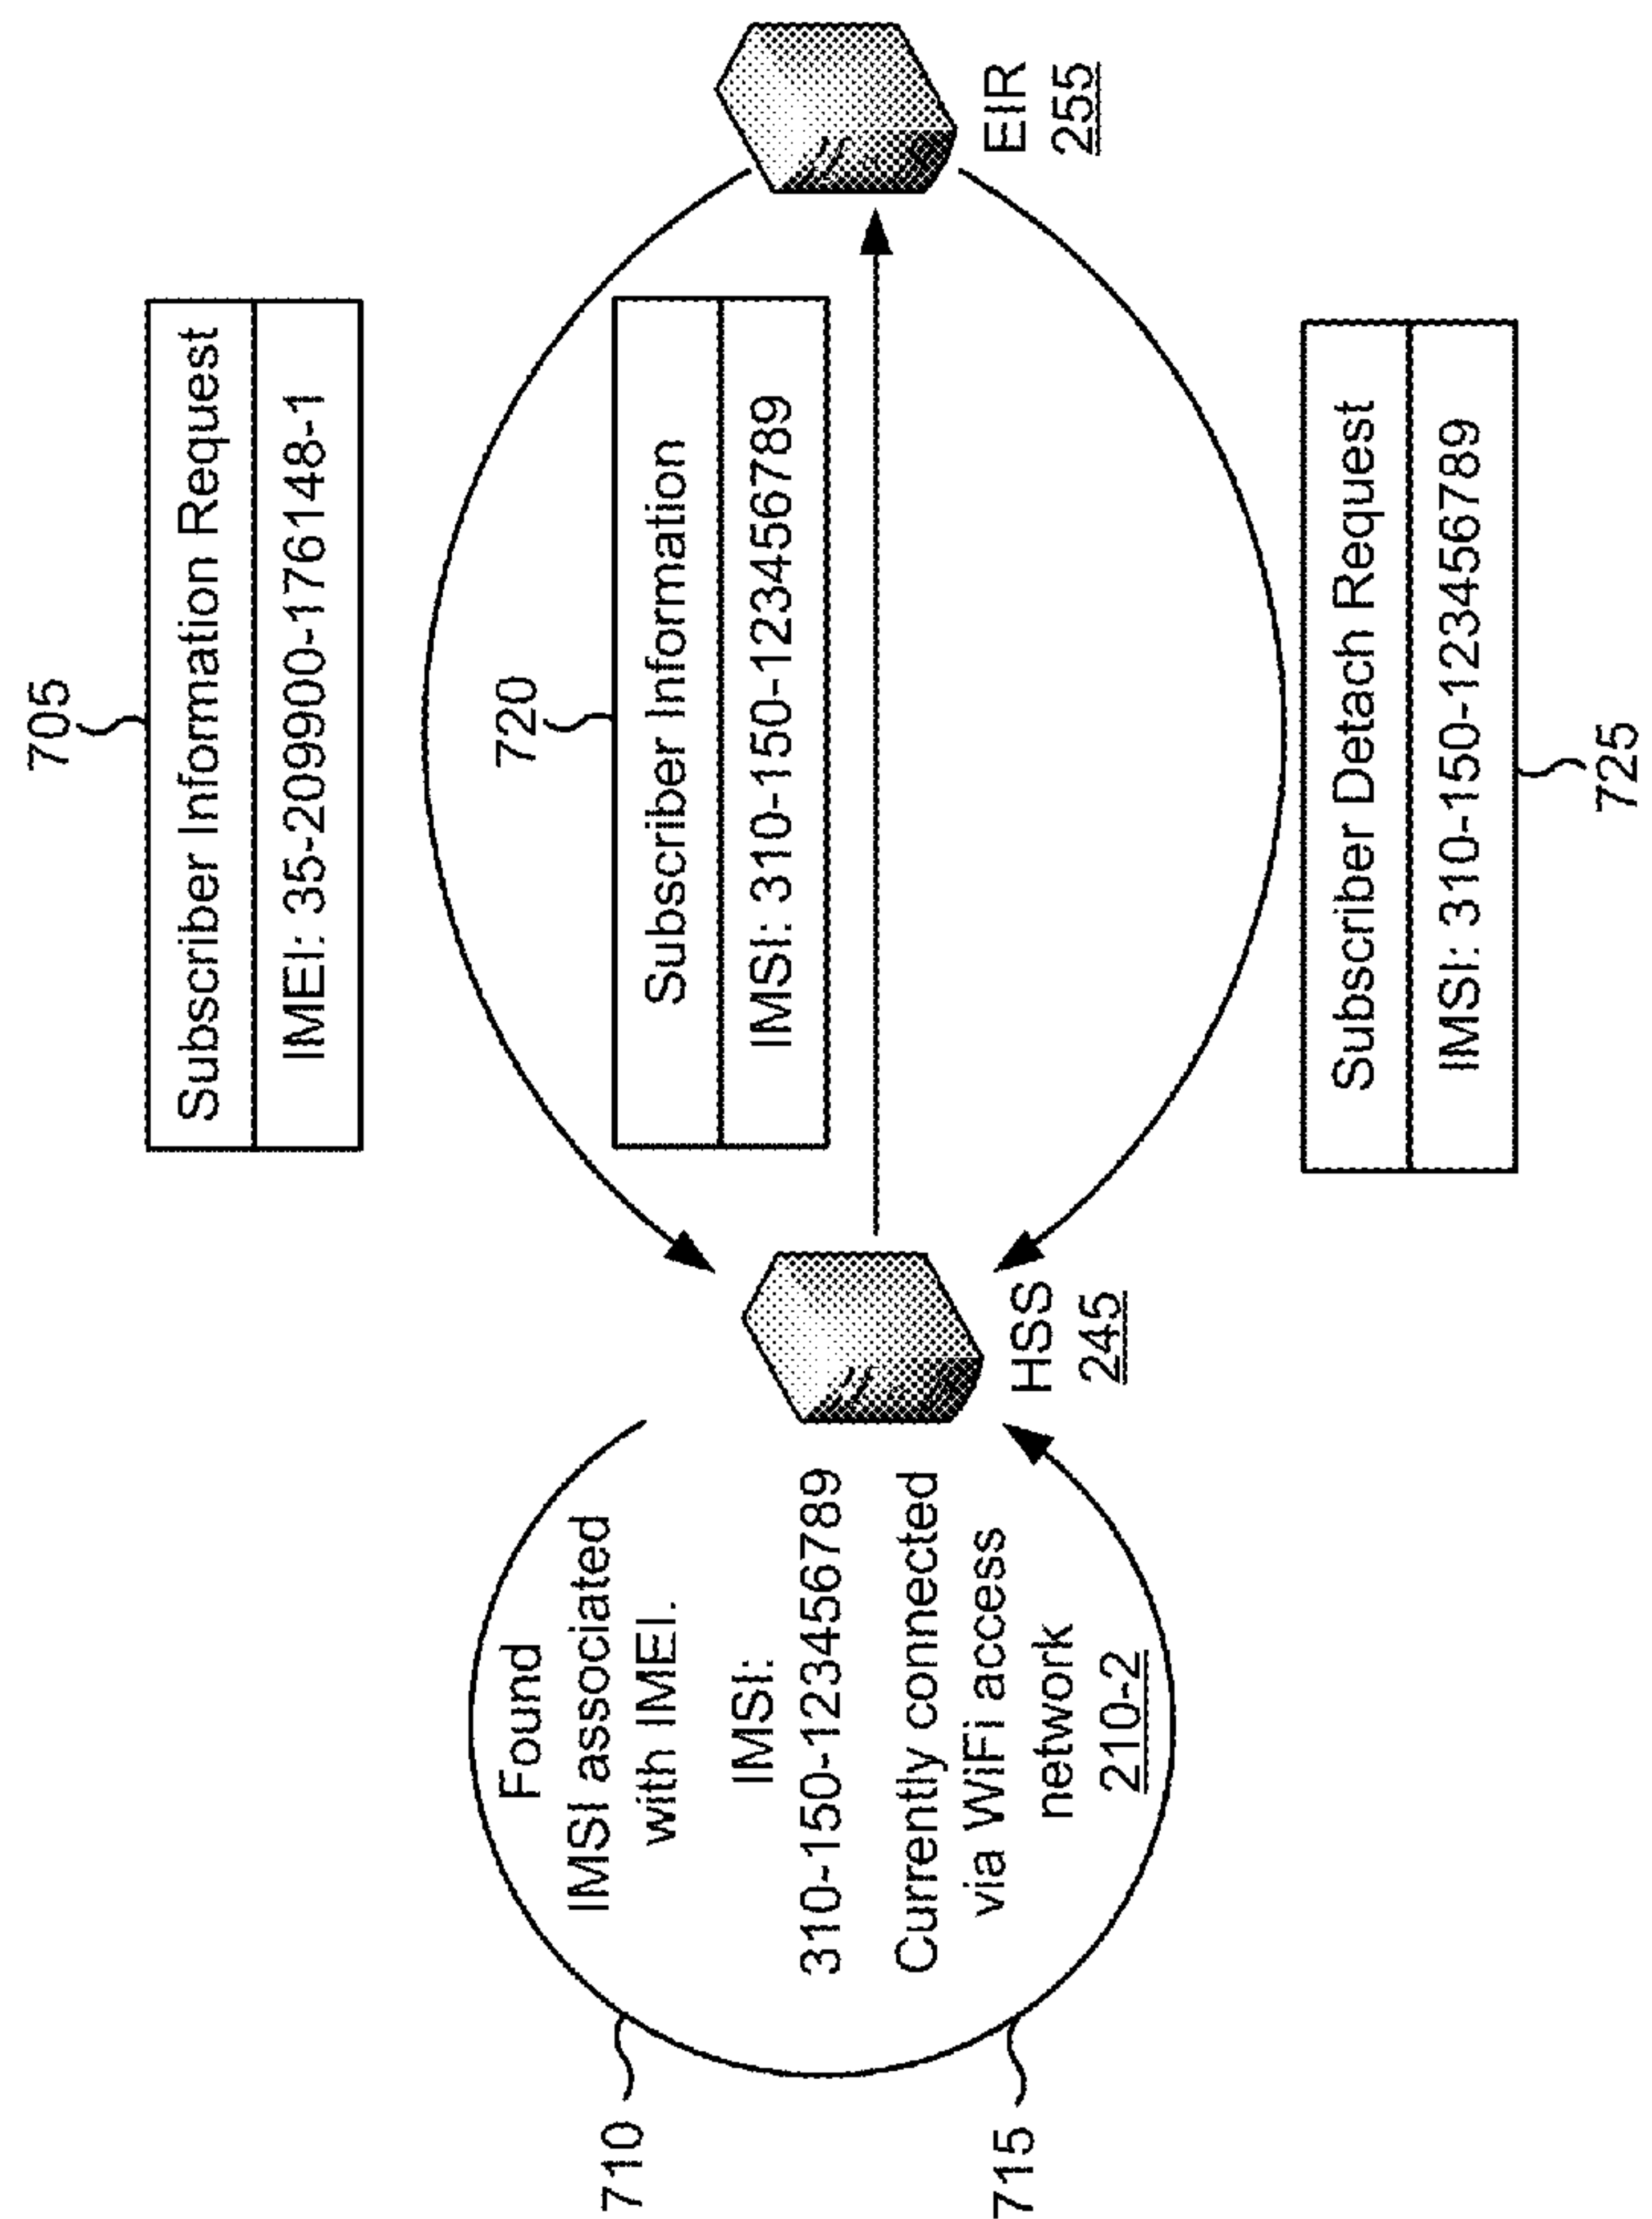 705
Subscriber Information Request
IMEI: 35-209900-176148-1
720
Subscriber Information
IMSI: 310-150-123456789
EIR
255
710
Found
IMSI associated
with IMEI.
IMSI:
310-150-123456789
Currently connected
via WiFi access
network
210-2
715
HSS
245
Subscriber Detach Request
IMSI: 310-150-123456789
725